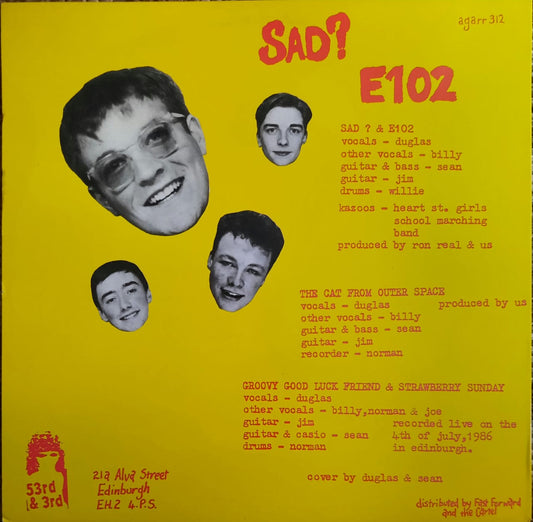 agarr312
SAD?
E102
SAD ? & E102
vocals - duglas
other vocals - billy
guitar & bass - sean
guitar - jim
drums - willie
kazoos - heart st. girls
school marching
band
produced by ron real & us
THE CAT FROM OUTER SPACE
vocals - duglas produced by us
other vocals - billy
guitar & bass - sean
guitar - jim
recorder - norman
GROOVY GOOD LUCK FRIEND & STRAWBERRY SUNDAY
vocals - duglas
other vocals - billy,norman & joe
guitar - jim recorded live on the
guitar & casio - sean 4th of july,1986
drums - norman in edinburgh.
cover by duglas & sean
53rd
& 3rd
21a Alva Street
Edinburgh
EH.2 4.P.S.
distributed by Fast Forward
and the Cartel